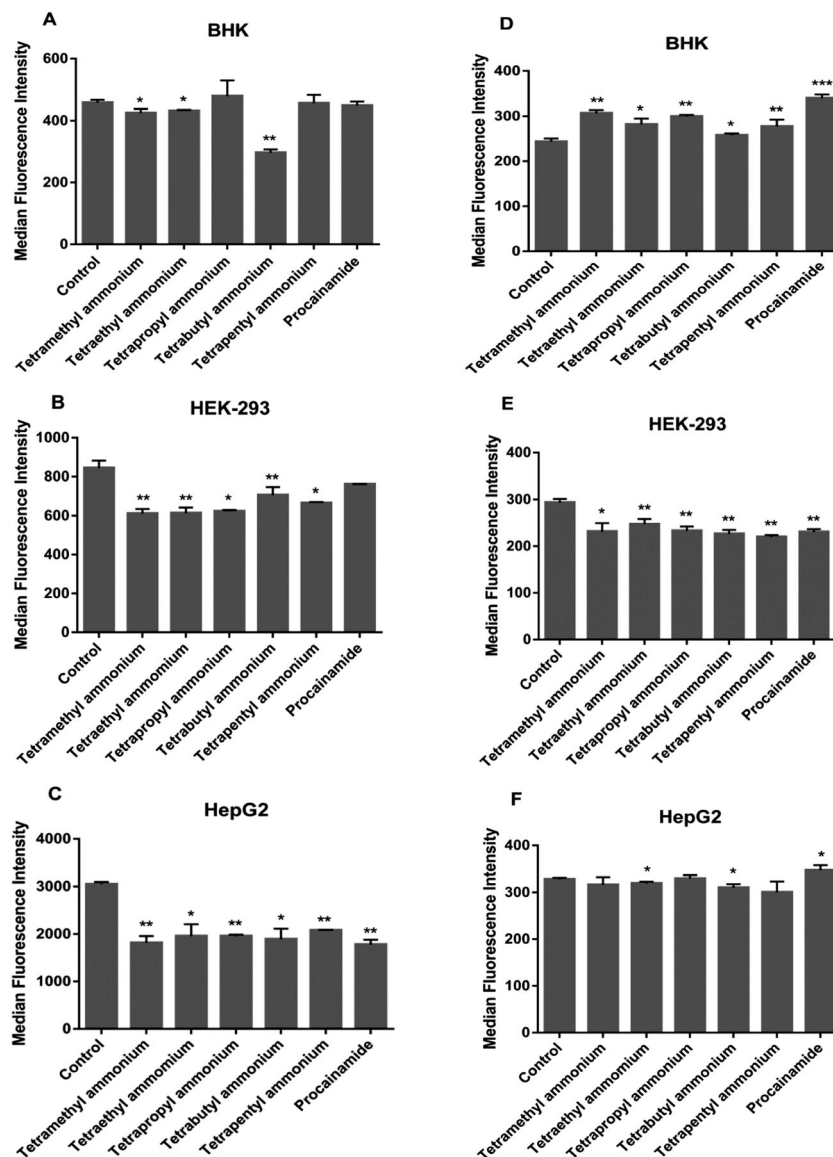 A
BHK
Median Fluorescence Intensity
600
400
200
0
*
*
**
Control
Tetramethyl ammonium
Tetraethyl ammonium
Tetrapropyl ammonium
Tetrabutyl ammonium
Tetrapentyl ammonium
Procainamide
D
BHK
Median Fluorescence Intensity
400
300
200
100
0
**
*
**
*
**
***
Control
Tetramethyl ammonium
Tetraethyl ammonium
Tetrapropyl ammonium
Tetrabutyl ammonium
Tetrapentyl ammonium
Procainamide
B
HEK-293
Median Fluorescence Intensity
1000
800
600
400
200
0
**
**
*
**
*
Control
Tetramethyl ammonium
Tetraethyl ammonium
Tetrapropyl ammonium
Tetrabutyl ammonium
Tetrapentyl ammonium
Procainamide
E
HEK-293
Median Fluorescence Intensity
400
300
200
100
0
*
**
**
**
**
**
Control
Tetramethyl ammonium
Tetraethyl ammonium
Tetrapropyl ammonium
Tetrabutyl ammonium
Tetrapentyl ammonium
Procainamide
C
HepG2
Median Fluorescence Intensity
4000
3000
2000
1000
0
**
*
**
*
**
**
Control
Tetramethyl ammonium
Tetraethyl ammonium
Tetrapropyl ammonium
Tetrabutyl ammonium
Tetrapentyl ammonium
Procainamide
F
HepG2
Median Fluorescence Intensity
400
300
200
100
0
*
*
*
Control
Tetramethyl ammonium
Tetraethyl ammonium
Tetrapropyl ammonium
Tetrabutyl ammonium
Tetrapentyl ammonium
Procainamide